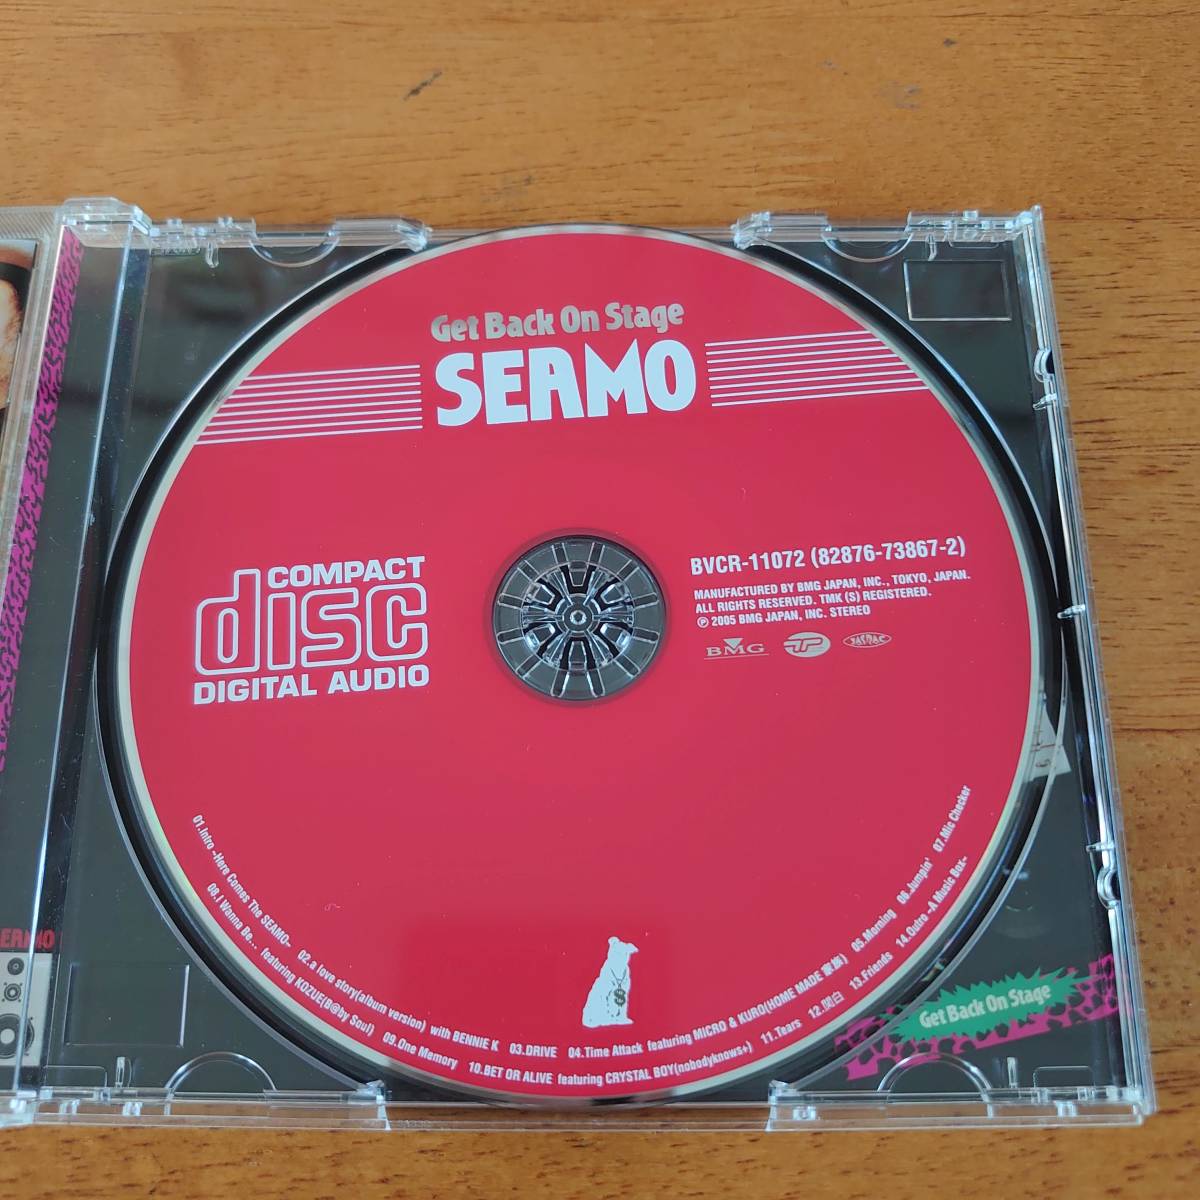 Get Back On Stage
SEAMO
COMPACT
disc
DIGITAL AUDIO
BVCR-11072 (82876-73867-2)
MANUFACTURED BY BMG JAPAN, INC., TOKYO, JAPAN.
ALL RIGHTS RESERVED. TMK (S) REGISTERED.
℗ 2005 BMG JAPAN, INC. STEREO
BMG
JASRAC
01.Intro ~Here Comes The SEAMO~ 02.a love story(album version) with BENNIE K 03.DRIVE 04.Time Attack featuring MICRO & KURO(HOME MADE 家族) 05.Morning 06.Jumpin' 07.Mic Checker
08.I Wanna Be... featuring KOZUE(B@by Soul) 09.One Memory 10.BET OR ALIVE featuring CRYSTAL BOY(nobodyknows+) 11.Tears 12.関白 13.Friends 14.Outro ~A Music Box~
Get Back On Stage
SEAMO